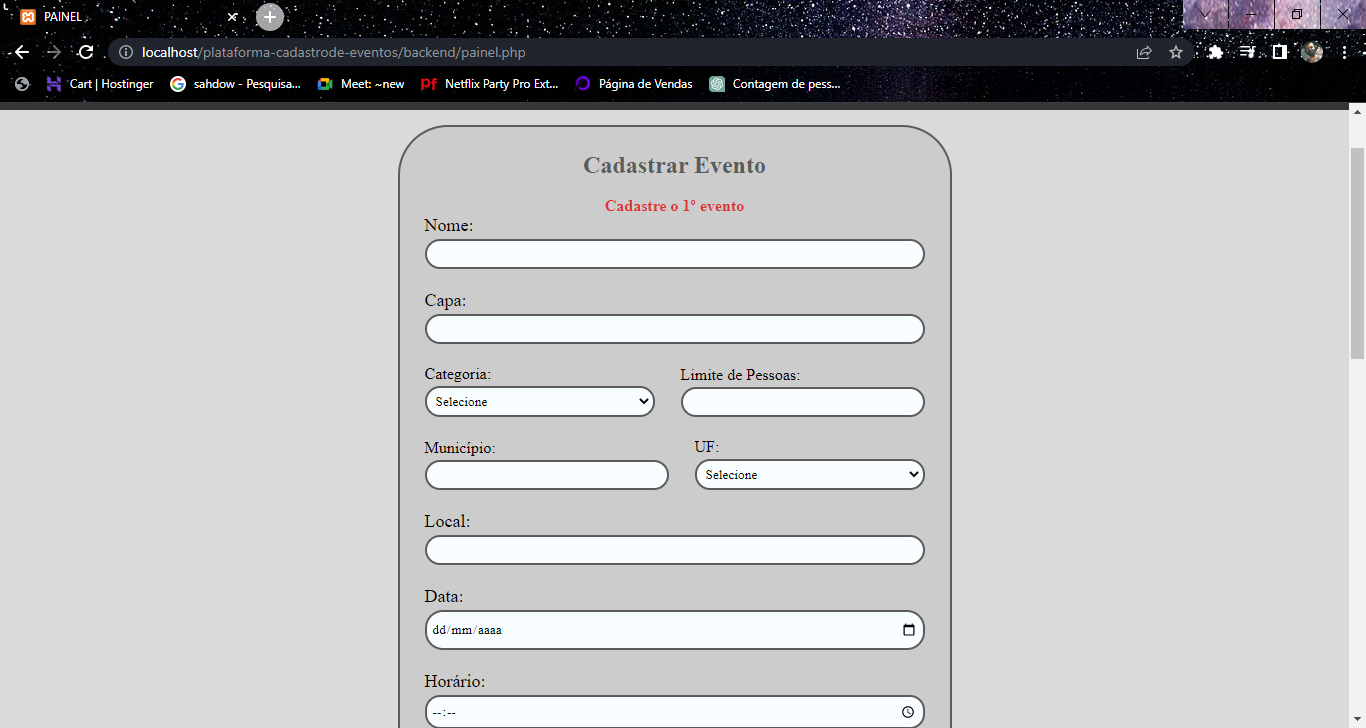 PAINEL
localhost/plataforma-cadastrode-eventos/backend/painel.php
Cart | Hostinger sahdow - Pesquisa... Meet: ~new pf Netflix Party Pro Ext... Página de Vendas Contagem de pess...
Cadastrar Evento
Cadastre o 1º evento
Nome:
Capa:
Categoria: Limite de Pessoas:
Selecione
Município: UF:
Selecione
Local:
Data:
dd/mm/aaaa
Horário:
--:--